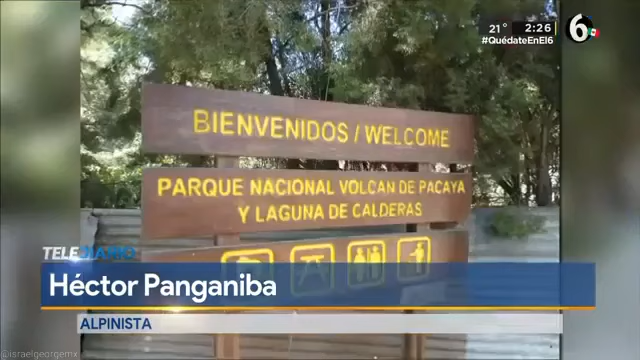 21° 2:26
#QuédateEnEl6
6
BIENVENIDOS / WELCOME
PARQUE NACIONAL VOLCAN DE PACAYA
Y LAGUNA DE CALDERAS
TELEDIARIO
Héctor Panganiba
ALPINISTA
@israelgeorgemx